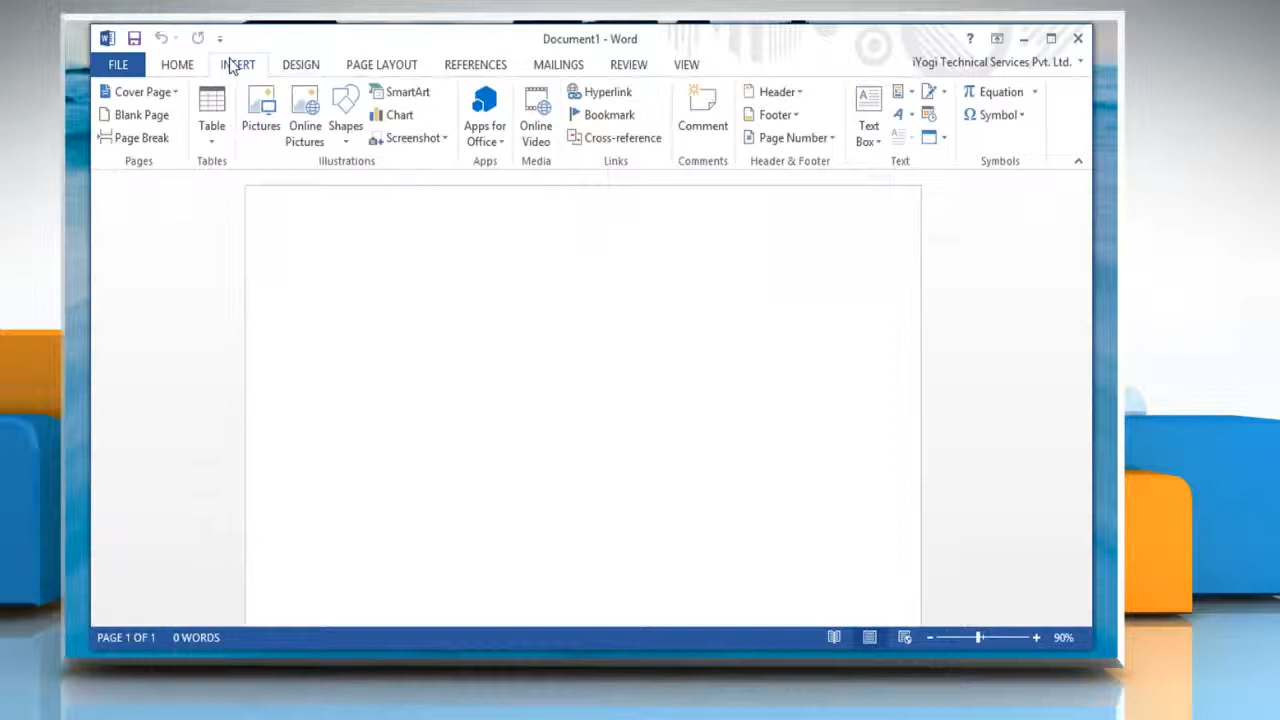 Document1 - Word
?
FILE HOME INSERT DESIGN PAGE LAYOUT REFERENCES MAILINGS REVIEW VIEW iYogi Technical Services Pvt. Ltd.
Cover Page
Blank Page
Page Break
Pages
Table
Tables
Pictures
Online Pictures
Shapes
SmartArt
Chart
Screenshot
Illustrations
Apps for Office
Apps
Online Video
Media
Hyperlink
Bookmark
Cross-reference
Links
Comment
Comments
Header
Footer
Page Number
Header & Footer
Text Box
Text
π Equation
Ω Symbol
Symbols
PAGE 1 OF 1 0 WORDS 90%